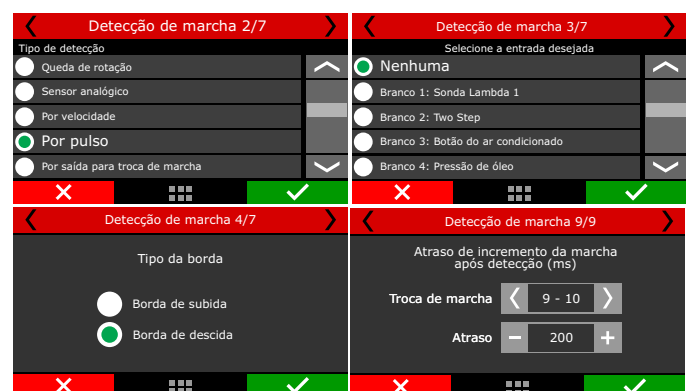 Detecção de marcha 2/7
Tipo de detecção
Queda de rotação
Sensor analógico
Por velocidade
Por pulso
Por saída para troca de marcha
Detecção de marcha 3/7
Selecione a entrada desejada
Nenhuma
Branco 1: Sonda Lambda 1
Branco 2: Two Step
Branco 3: Botão do ar condicionado
Branco 4: Pressão de óleo
Detecção de marcha 4/7
Tipo da borda
Borda de subida
Borda de descida
Detecção de marcha 9/9
Atraso de incremento da marcha
após detecção (ms)
Troca de marcha 9 - 10
Atraso 200